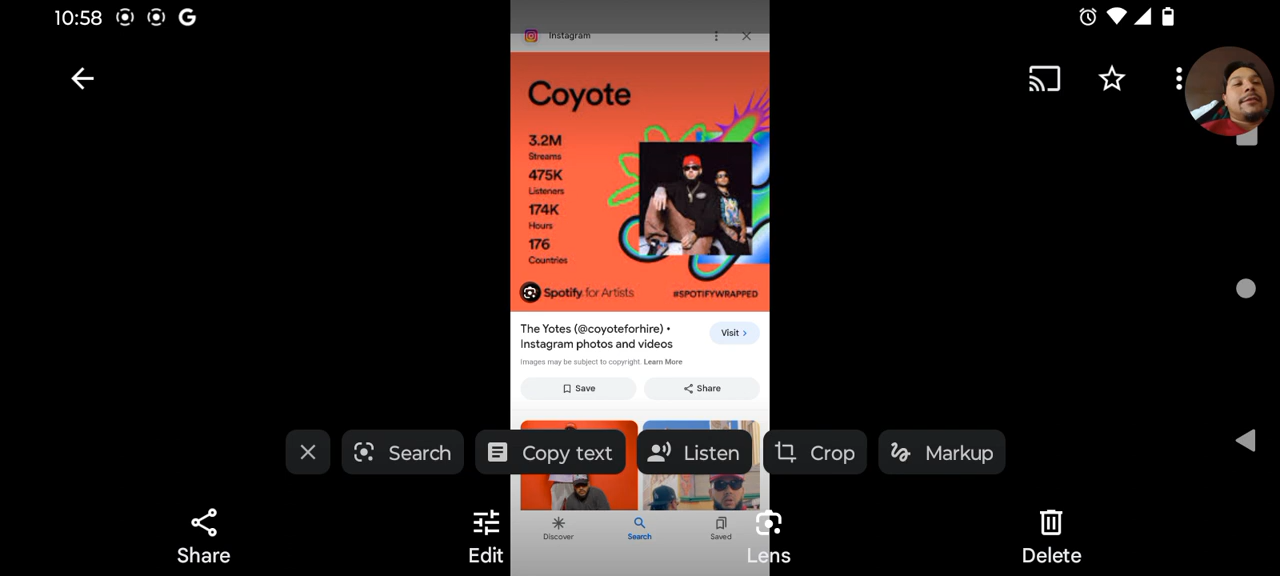 10:58
G
Instagram
Coyote
3.2M
Streams
475K
Listeners
174K
Hours
176
Countries
Spotify for Artists
#SPOTIFYWRAPPED
The Yotes (@coyoteforhire) •
Instagram photos and videos
Visit >
Images may be subject to copyright. Learn More
Save
Share
Search
Copy text
Listen
Crop
Markup
Discover
Search
Saved
Share
Edit
Lens
Delete